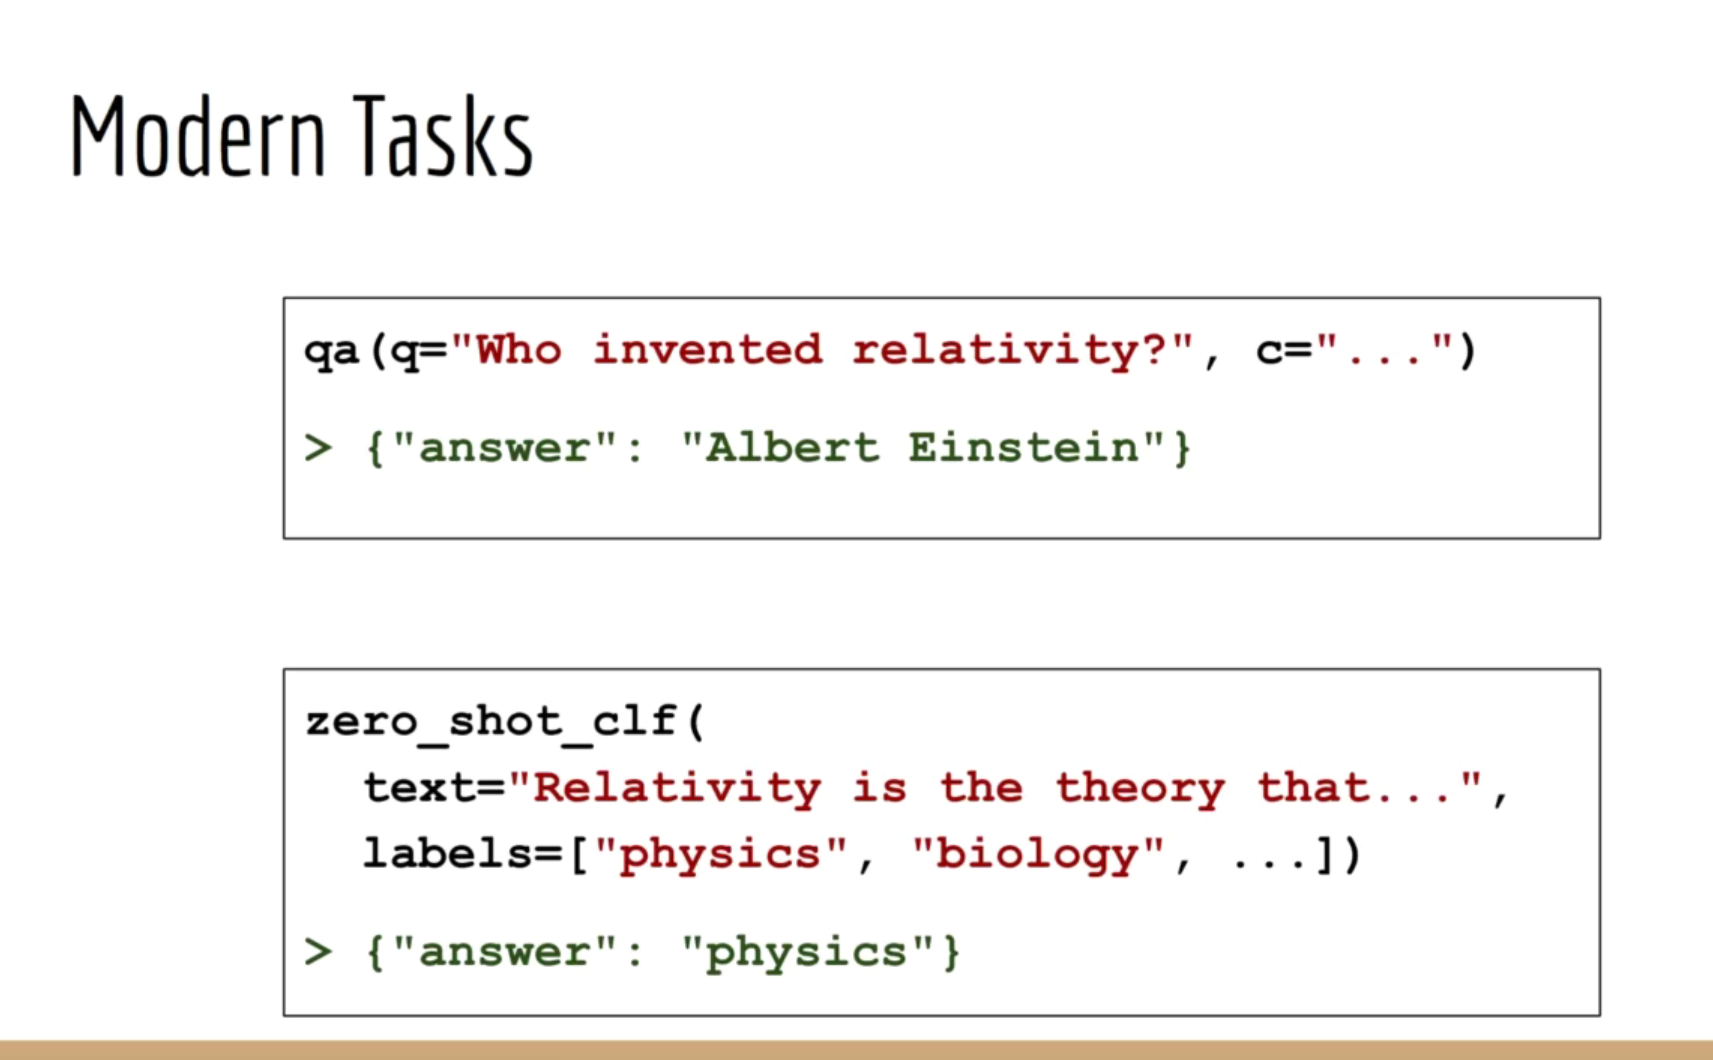 Modern Tasks
qa(q="Who invented relativity?", c="...")
> {"answer": "Albert Einstein"}
zero_shot_clf(
text="Relativity is the theory that...",
labels=["physics", "biology", ...])
> {"answer": "physics"}